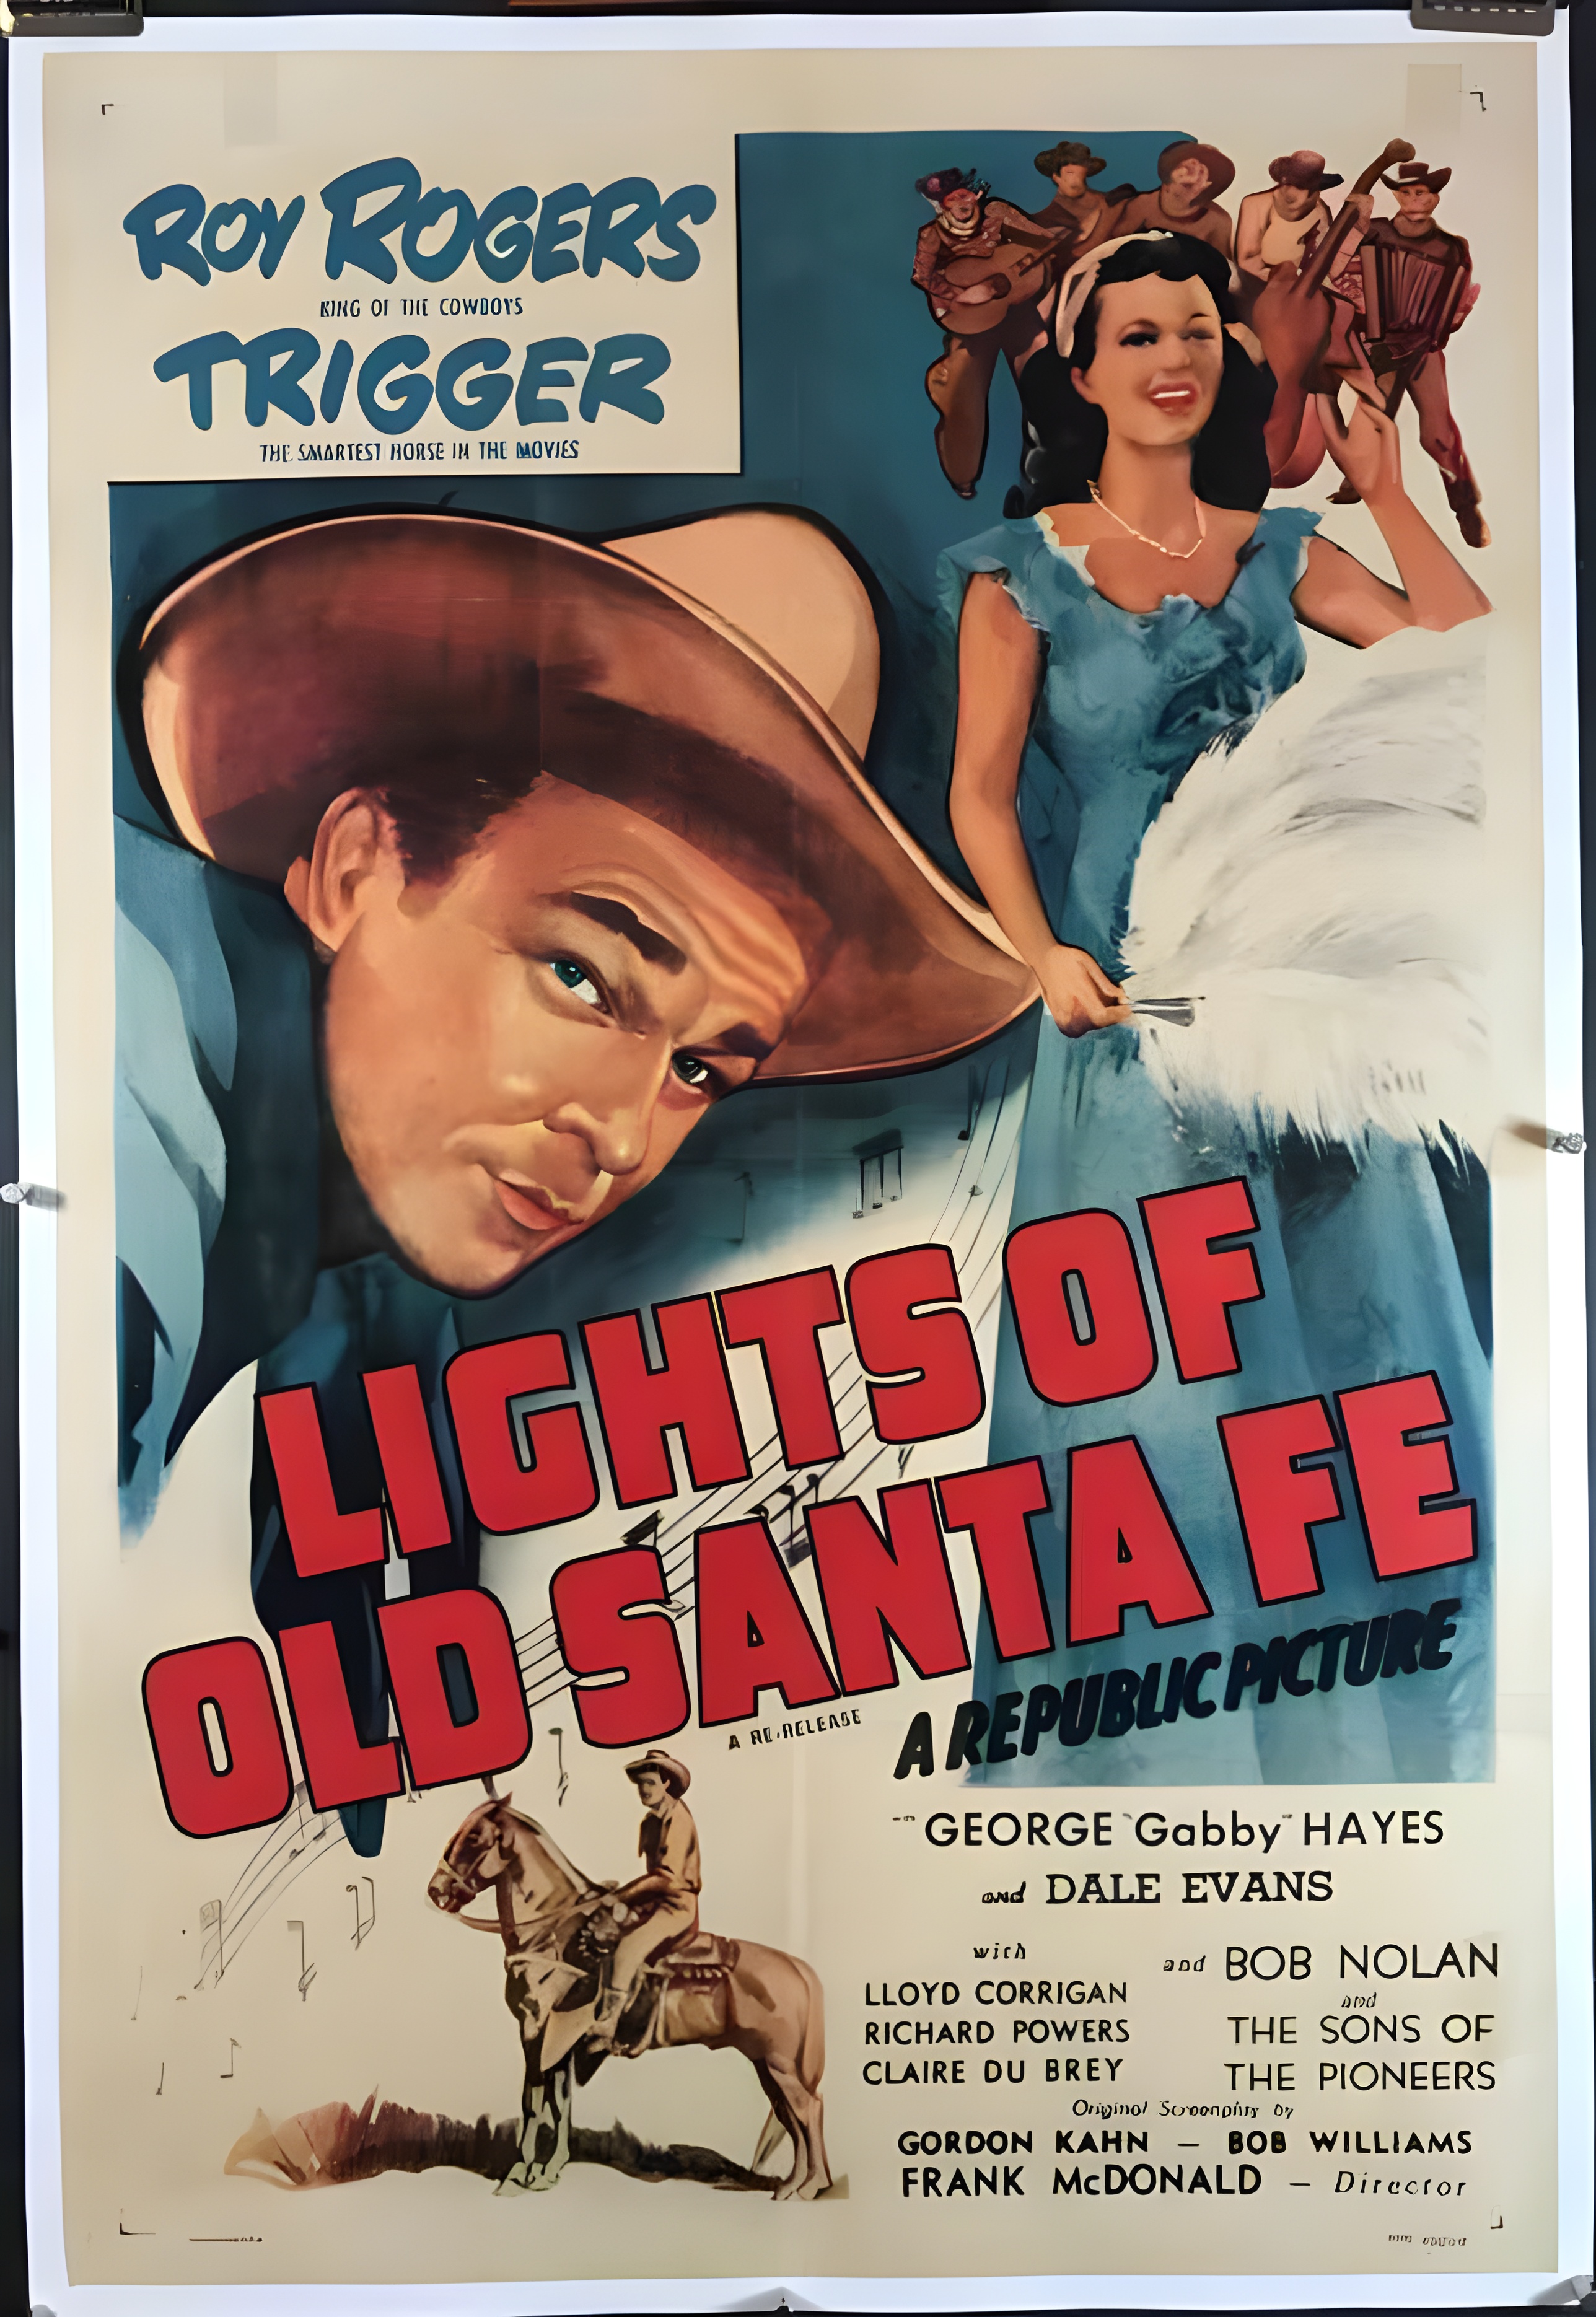 ROY ROGERS
KING OF THE COWBOYS
TRIGGER
THE SMARTEST HORSE IN THE MOVIES
LIGHTS OF
OLD SANTA FE
A RE-RELEASE
A REPUBLIC PICTURE
GEORGE "Gabby" HAYES
and DALE EVANS
with
LLOYD CORRIGAN
RICHARD POWERS
CLAIRE DU BREY
and BOB NOLAN
and
THE SONS OF
THE PIONEERS
Original Screenplay by
GORDON KAHN — BOB WILLIAMS
FRANK McDONALD — Director